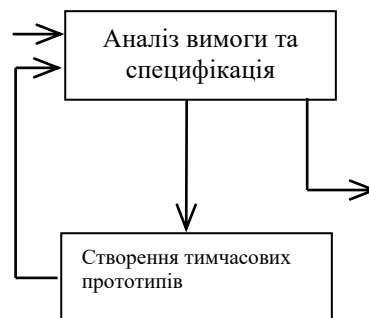 Аналіз вимоги та
специфікація
Створення тимчасових
прототипів